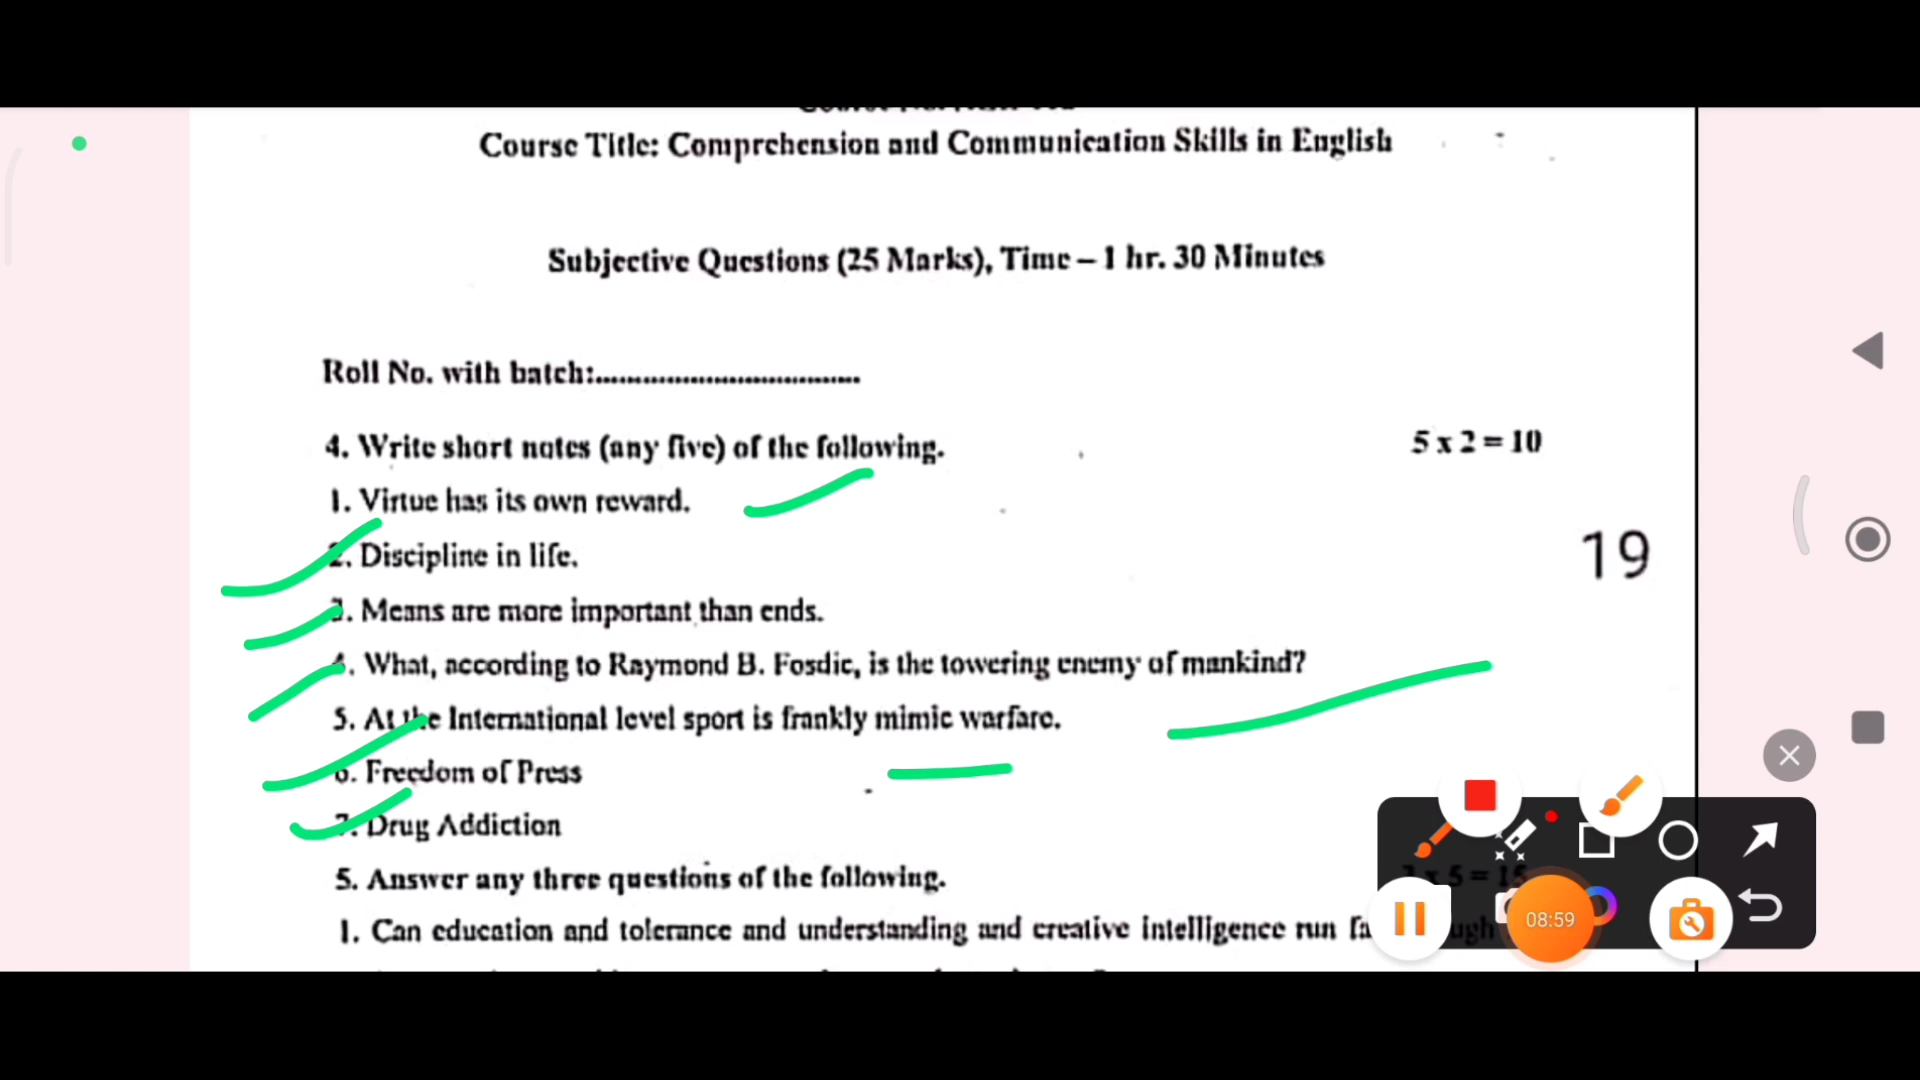 Course Title: Comprehension and Communication Skills in English
Subjective Questions (25 Marks), Time – 1 hr. 30 Minutes
Roll No. with batch:.................................
4. Write short notes (any five) of the following. 5 x 2 = 10
1. Virtue has its own reward.
2. Discipline in life.
19
3. Means are more important than ends.
4. What, according to Raymond B. Fosdic, is the towering enemy of mankind?
5. At the International level sport is frankly mimic warfare.
6. Freedom of Press
7. Drug Addiction
5. Answer any three questions of the following. x 5 = 15
1. Can education and tolerance and understanding and creative intelligence run
08:59